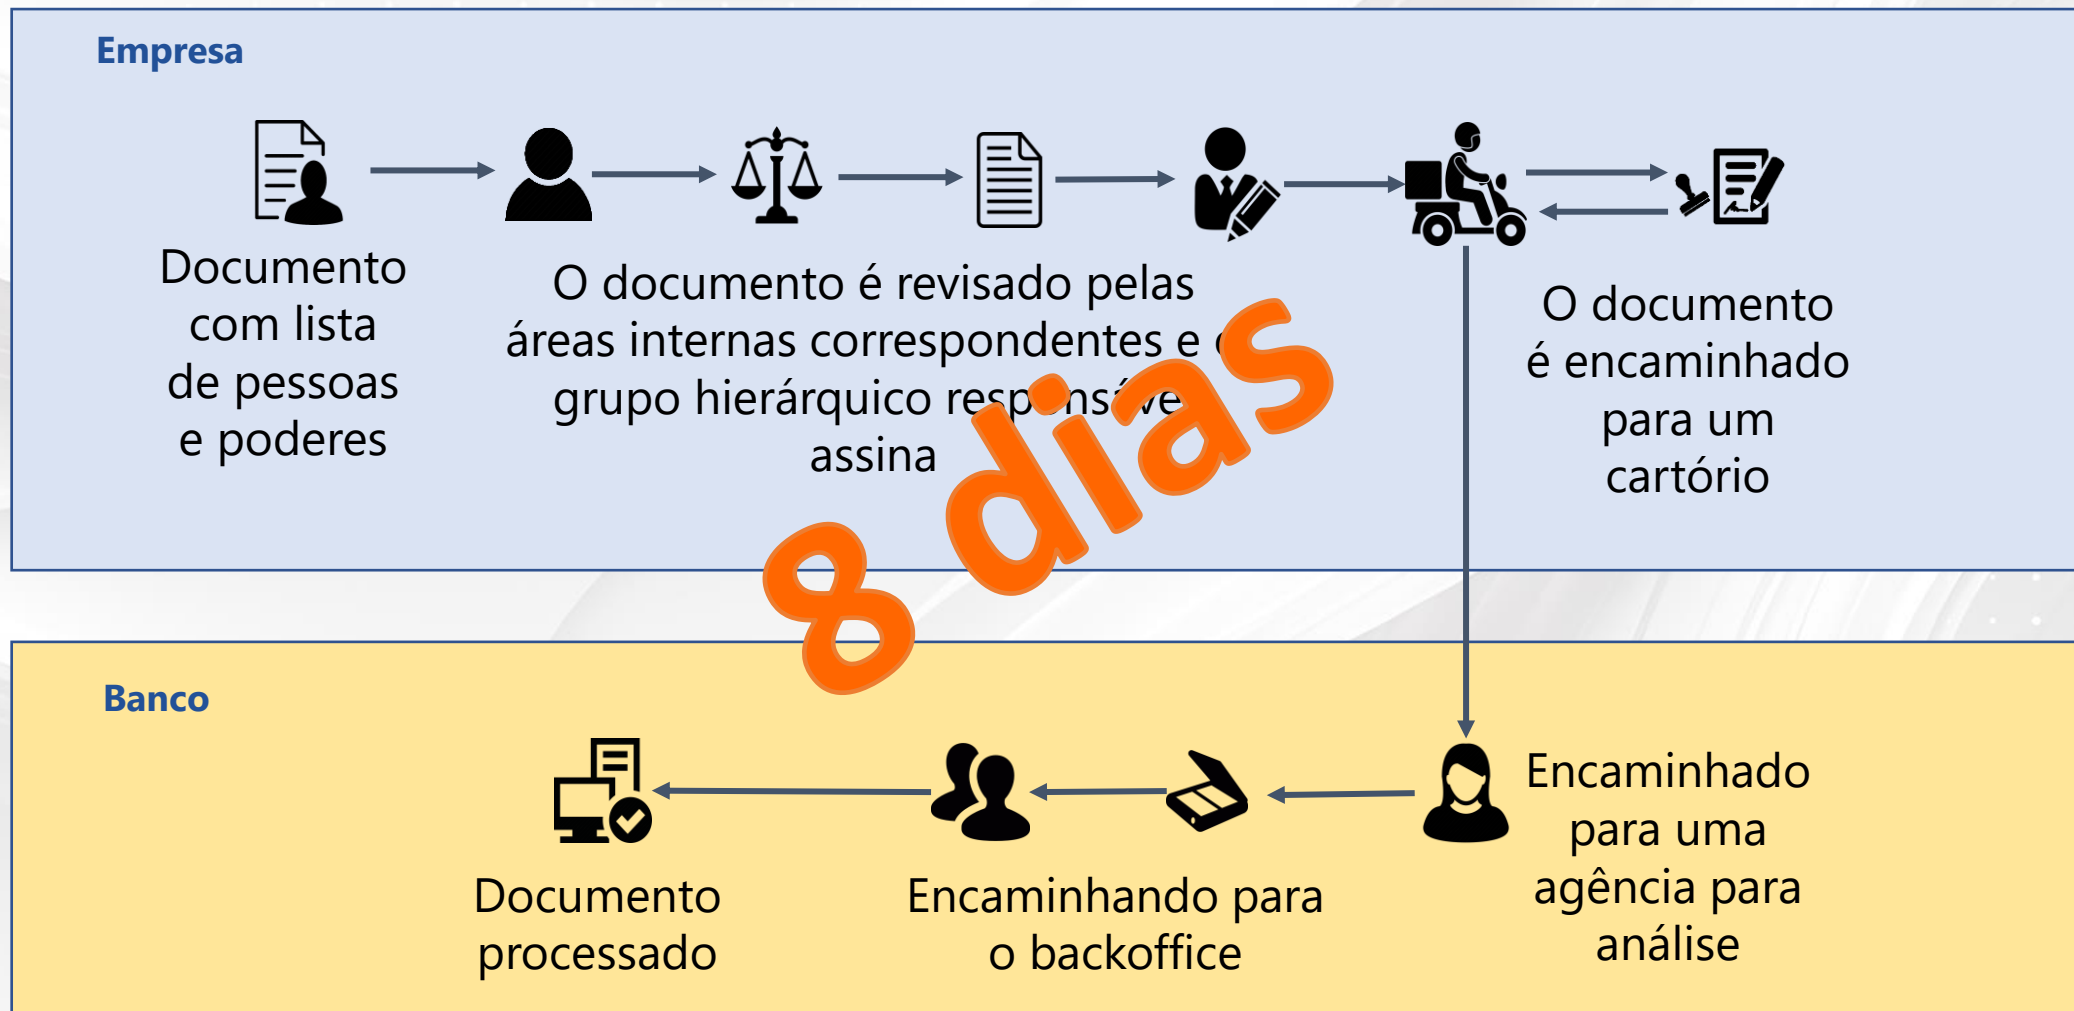 Empresa
Documento
com lista
de pessoas
e poderes
O documento é revisado pelas
áreas internas correspondentes e
grupo hierárquico responsável
assina
O documento
é encaminhado
para um
cartório
8 dias
Banco
Encaminhado
para uma
agência para
análise
Encaminhando para
o backoffice
Documento
processado